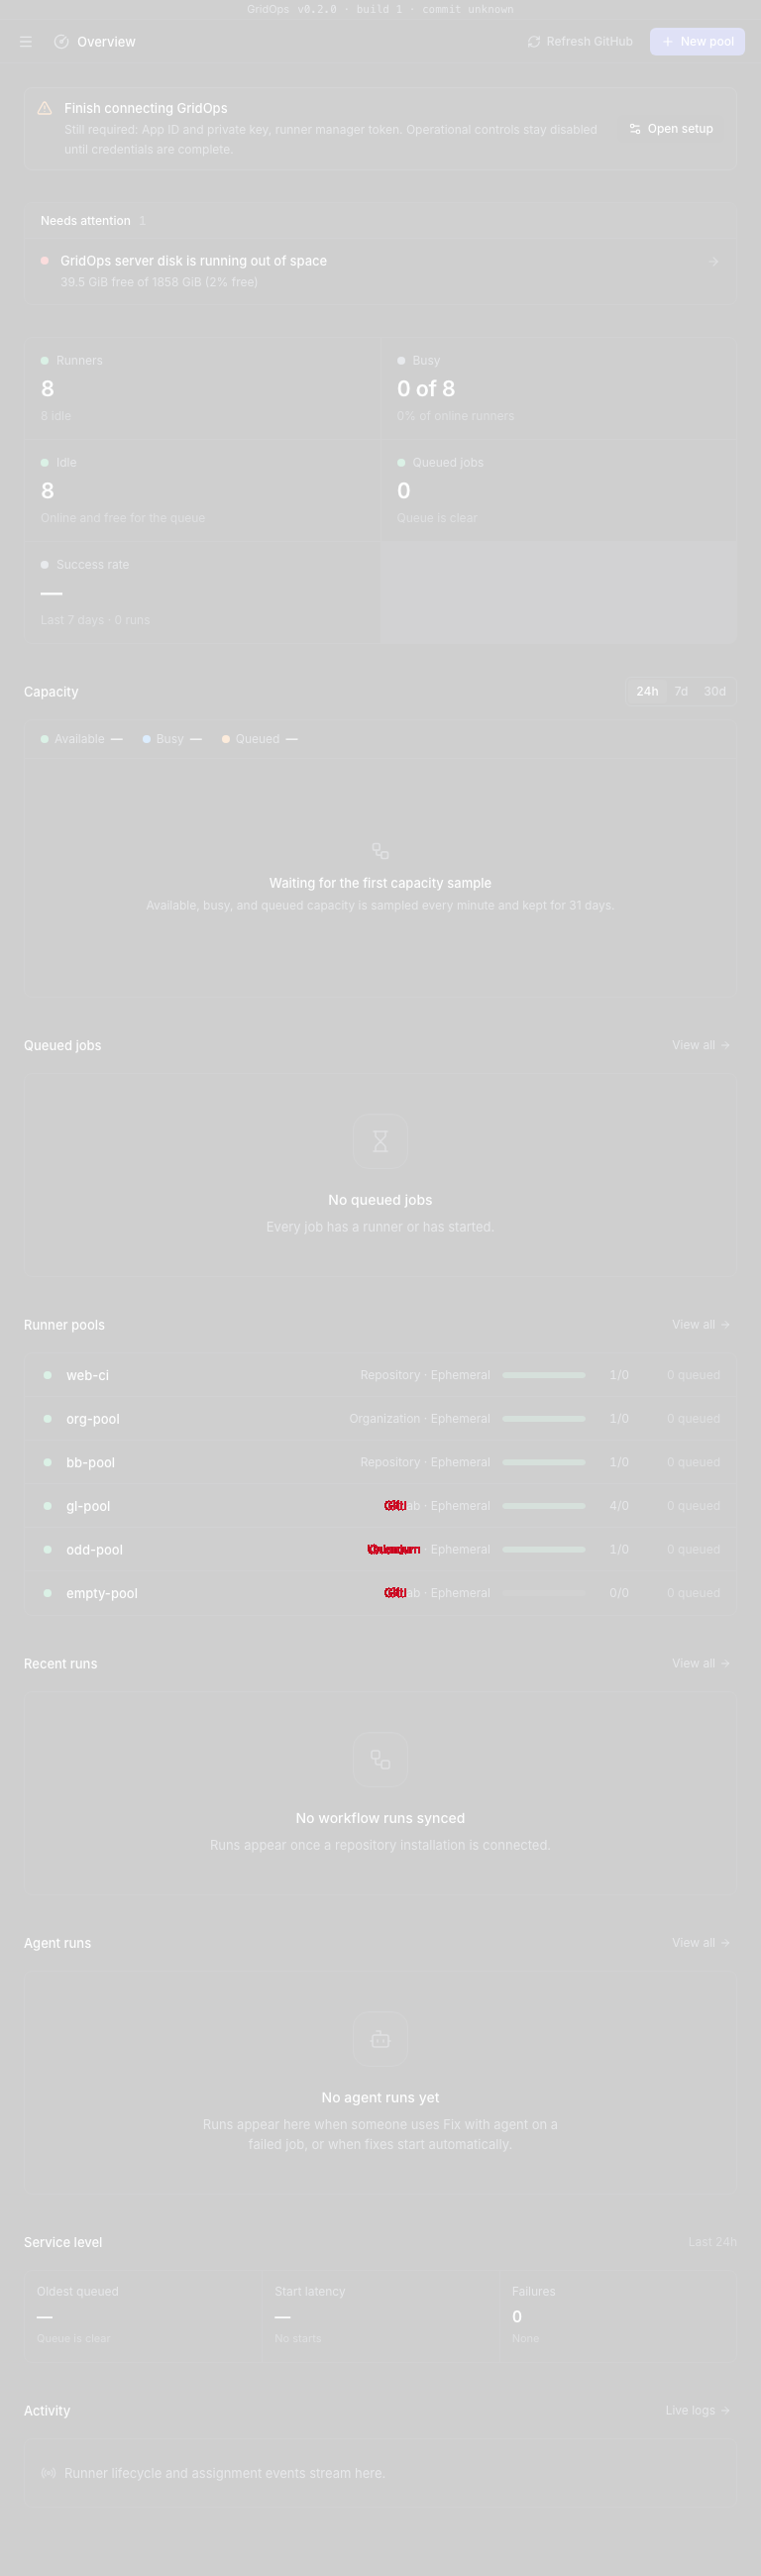 GridOps v0.2.0 · build 1 · commit unknown
Overview
Refresh GitHub
New pool
Finish connecting GridOps
Still required: App ID and private key, runner manager token. Operational controls stay disabled
until credentials are complete.
Open setup
Needs attention 1
GridOps server disk is running out of space
39.5 GiB free of 1858 GiB (2% free)
Runners
8
8 idle
Busy
0 of 8
0% of online runners
Idle
8
Online and free for the queue
Queued jobs
0
Queue is clear
Success rate
—
Last 7 days · 0 runs
Capacity
24h 7d 30d
Available — Busy — Queued —
Waiting for the first capacity sample
Available, busy, and queued capacity is sampled every minute and kept for 31 days.
Queued jobs
View all →
No queued jobs
Every job has a runner or has started.
Runner pools
View all →
web-ci Repository · Ephemeral 1/0 0 queued
org-pool Organization · Ephemeral 1/0 0 queued
bb-pool Repository · Ephemeral 1/0 0 queued
gl-pool · Ephemeral 4/0 0 queued
odd-pool · Ephemeral 1/0 0 queued
empty-pool · Ephemeral 0/0 0 queued
Recent runs
View all →
No workflow runs synced
Runs appear once a repository installation is connected.
Agent runs
View all →
No agent runs yet
Runs appear here when someone uses Fix with agent on a
failed job, or when fixes start automatically.
Service level
Last 24h
Oldest queued
—
Queue is clear
Start latency
—
No starts
Failures
0
None
Activity
Live logs →
Runner lifecycle and assignment events stream here.